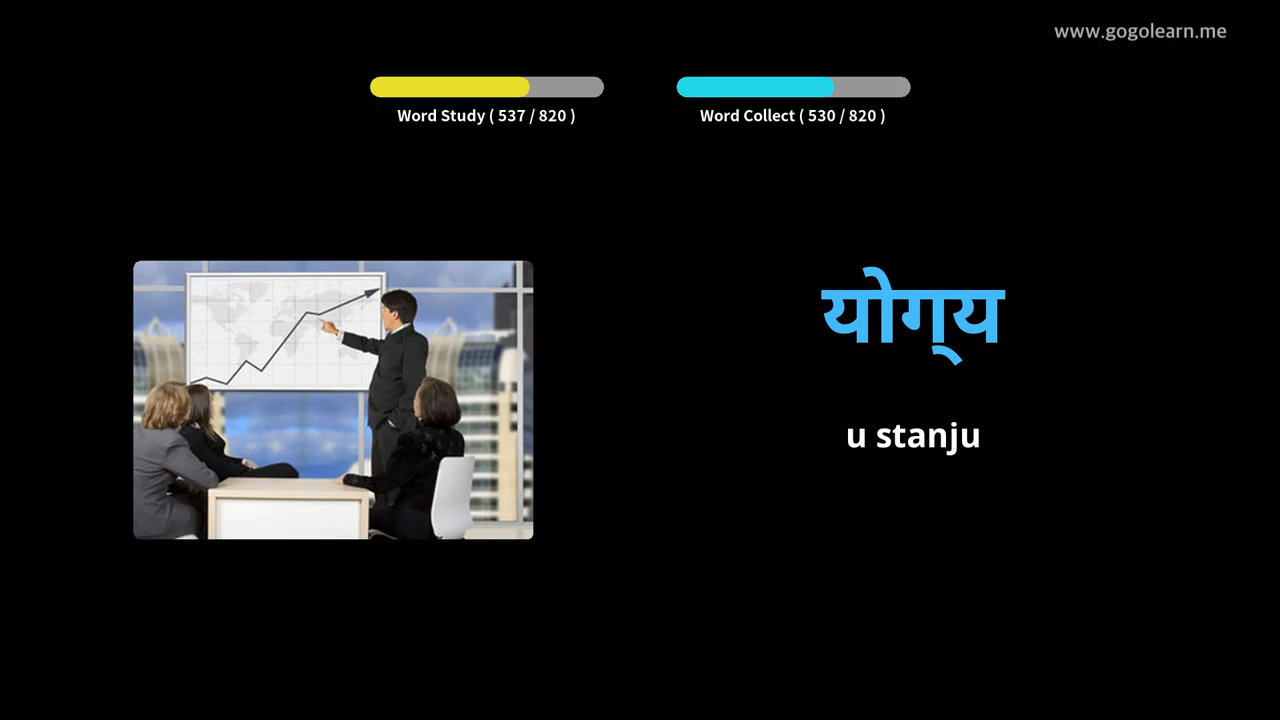 www.gogolearn.me
Word Study ( 537 / 820 )
Word Collect ( 530 / 820 )
योग्य
u stanju